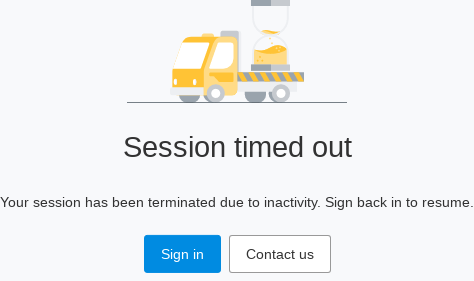 Session timed out
Your session has been terminated due to inactivity. Sign back in to resume.
Sign in
Contact us